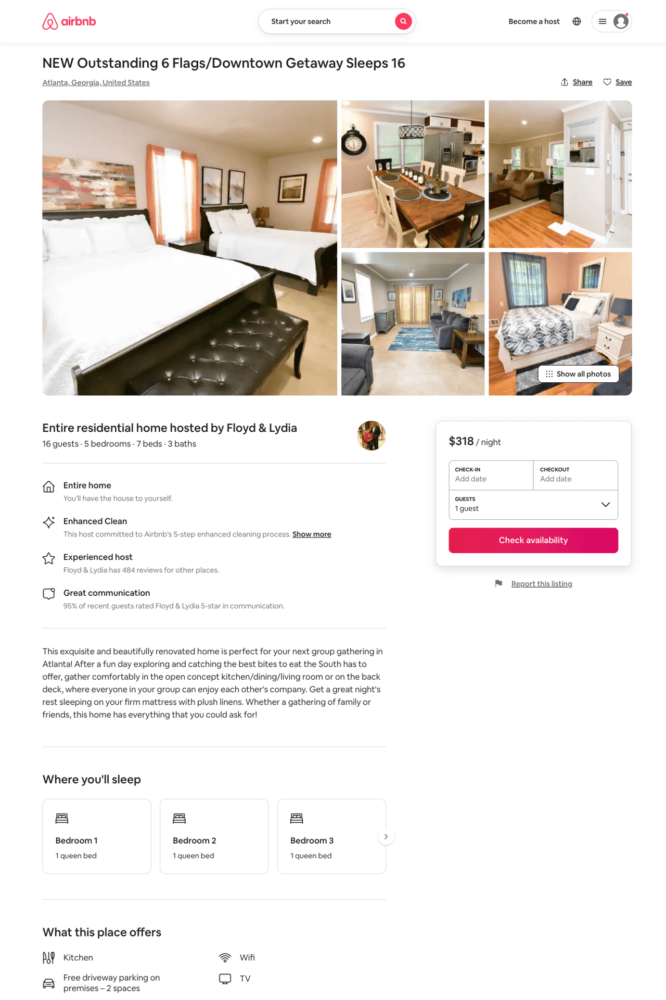 airbnb
Start your search
Become a host
NEW Outstanding 6 Flags/Downtown Getaway Sleeps 16
Atlanta, Georgia, United States
Share
Save
Show all photos
Entire residential home hosted by Floyd & Lydia
16 guests · 5 bedrooms · 7 beds · 3 baths
Entire home
You'll have the house to yourself.
Enhanced Clean
This host committed to Airbnb's 5-step enhanced cleaning process. Show more
Experienced host
Floyd & Lydia has 484 reviews for other places.
Great communication
95% of recent guests rated Floyd & Lydia 5-star in communication.
$318 / night
CHECK-IN
Add date
CHECKOUT
Add date
GUESTS
1 guest
Check availability
Report this listing
This exquisite and beautifully renovated home is perfect for your next group gathering in
Atlanta! After a fun day exploring and catching the best bites to eat the South has to
offer, gather comfortably in the open concept kitchen/dining/living room or on the back
deck, where everyone in your group can enjoy each other's company. Get a great night's
rest sleeping on your firm mattress with plush linens. Whether a gathering of family or
friends, this home has everything that you could ask for!
Where you'll sleep
Bedroom 1
1 queen bed
Bedroom 2
1 queen bed
Bedroom 3
1 queen bed
What this place offers
Kitchen
Wifi
Free driveway parking on
premises – 2 spaces
TV